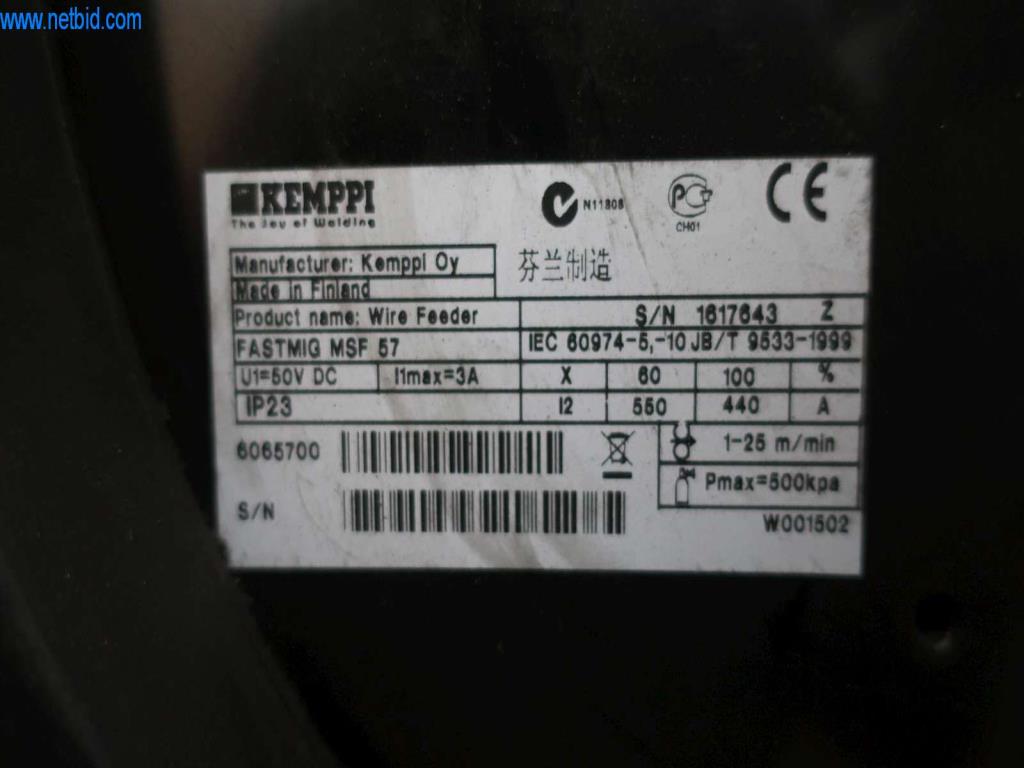 www.netbid.com
KEMPPI
The Joy of Welding
N11808
CH01
CE
Manufacturer: Kemppi Oy
芬兰制造
Made in Finland
Product name: Wire Feeder
S/N 1617643 Z
FASTMIG MSF 57
IEC 60974-5,-10 JB/T 9533-1999
U1=50V DC I1max=3A X 60 100 %
IP23 I2 550 440 A
6065700
1-25 m/min
Pmax=500kpa
S/N
W001502